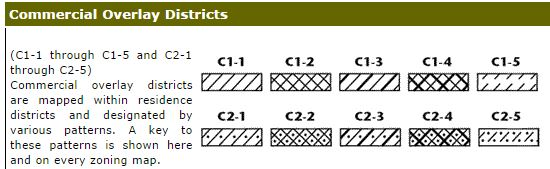 Commercial Overlay Districts
(C1-1 through C1-5 and C2-1
through C2-5)
Commercial overlay districts
are mapped within residence
districts and designated by
various patterns. A key to
these patterns is shown here
and on every zoning map.
C1-1 C1-2 C1-3 C1-4 C1-5
C2-1 C2-2 C2-3 C2-4 C2-5